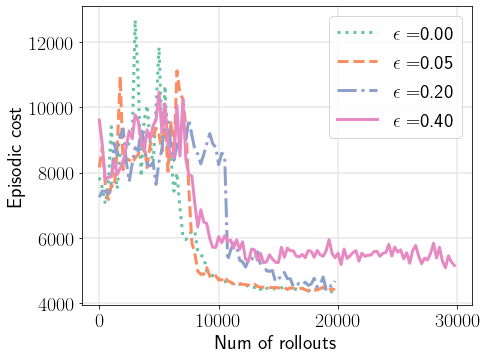 12000
10000
8000
6000
4000
Episodic cost
0
10000
20000
30000
Num of rollouts
ϵ =0.00
ϵ =0.05
ϵ =0.20
ϵ =0.40